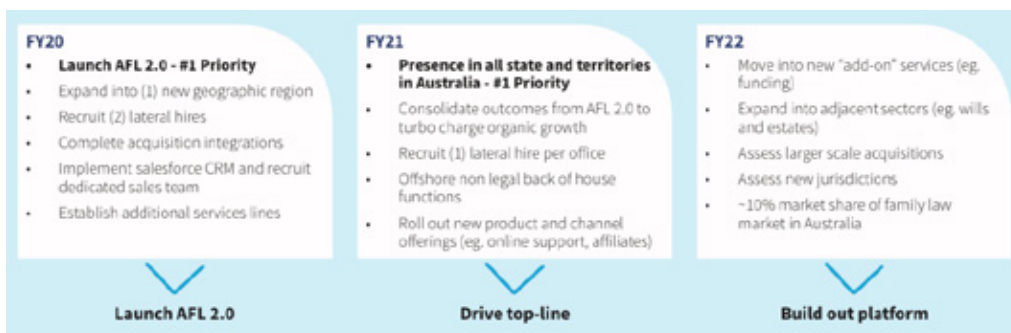 FY20
• Launch AFL 2.0 - #1 Priority
• Expand into (1) new geographic region
• Recruit (2) lateral hires
• Complete acquisition integrations
• Implement salesforce CRM and recruit
dedicated sales team
• Establish additional services lines
Launch AFL 2.0
FY21
• Presence in all state and territories
in Australia - #1 Priority
• Consolidate outcomes from AFL 2.0 to
turbo charge organic growth
• Recruit (1) lateral hire per office
• Offshore non legal back of house
functions
• Roll out new product and channel
offerings (eg. online support, affiliates)
Drive top-line
FY22
• Move into new "add-on" services (eg.
funding)
• Expand into adjacent sectors (eg. wills
and estates)
• Assess larger scale acquisitions
• Assess new jurisdictions
• ~10% market share of family law
market in Australia
Build out platform